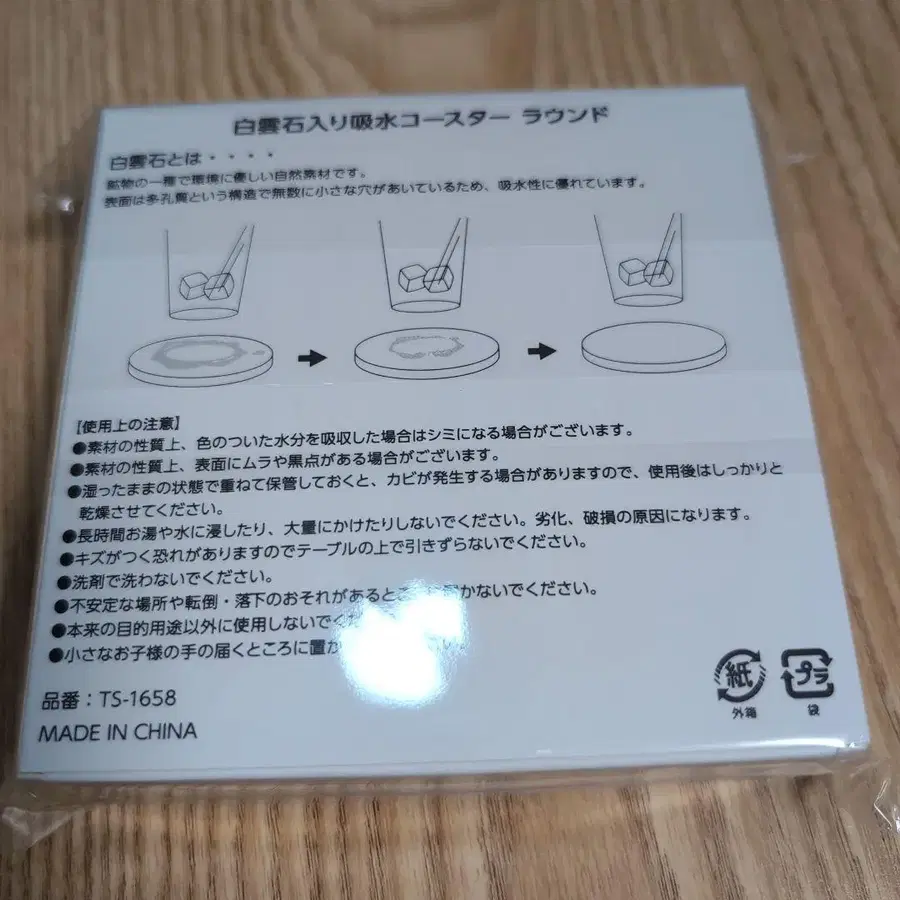 白雲石入り吸水コースター ラウンド
白雲石とは・・・・
鉱物の一種で環境に優しい自然素材です。
表面は多孔質という構造で無数に小さな穴があいているため、吸水性に優れています。
【使用上の注意】
●素材の性質上、色のついた水分を吸収した場合はシミになる場合がございます。
●素材の性質上、表面にムラや黒点がある場合がございます。
●湿ったままの状態で重ねて保管しておくと、カビが発生する場合がありますので、使用後はしっかりと
乾燥させてください。
●長時間お湯や水に浸したり、大量にかけたりしないでください。劣化、破損の原因になります。
●キズがつく恐れがありますのでテーブルの上で引きずらないでください。
●洗剤で洗わないでください。
●不安定な場所や転倒・落下のおそれがあると かないでください。
●本来の目的用途以外に使用しないで
●小さなお子様の手の届くところに置か
品番：TS-1658
MADE IN CHINA
紙 プラ
外箱 袋